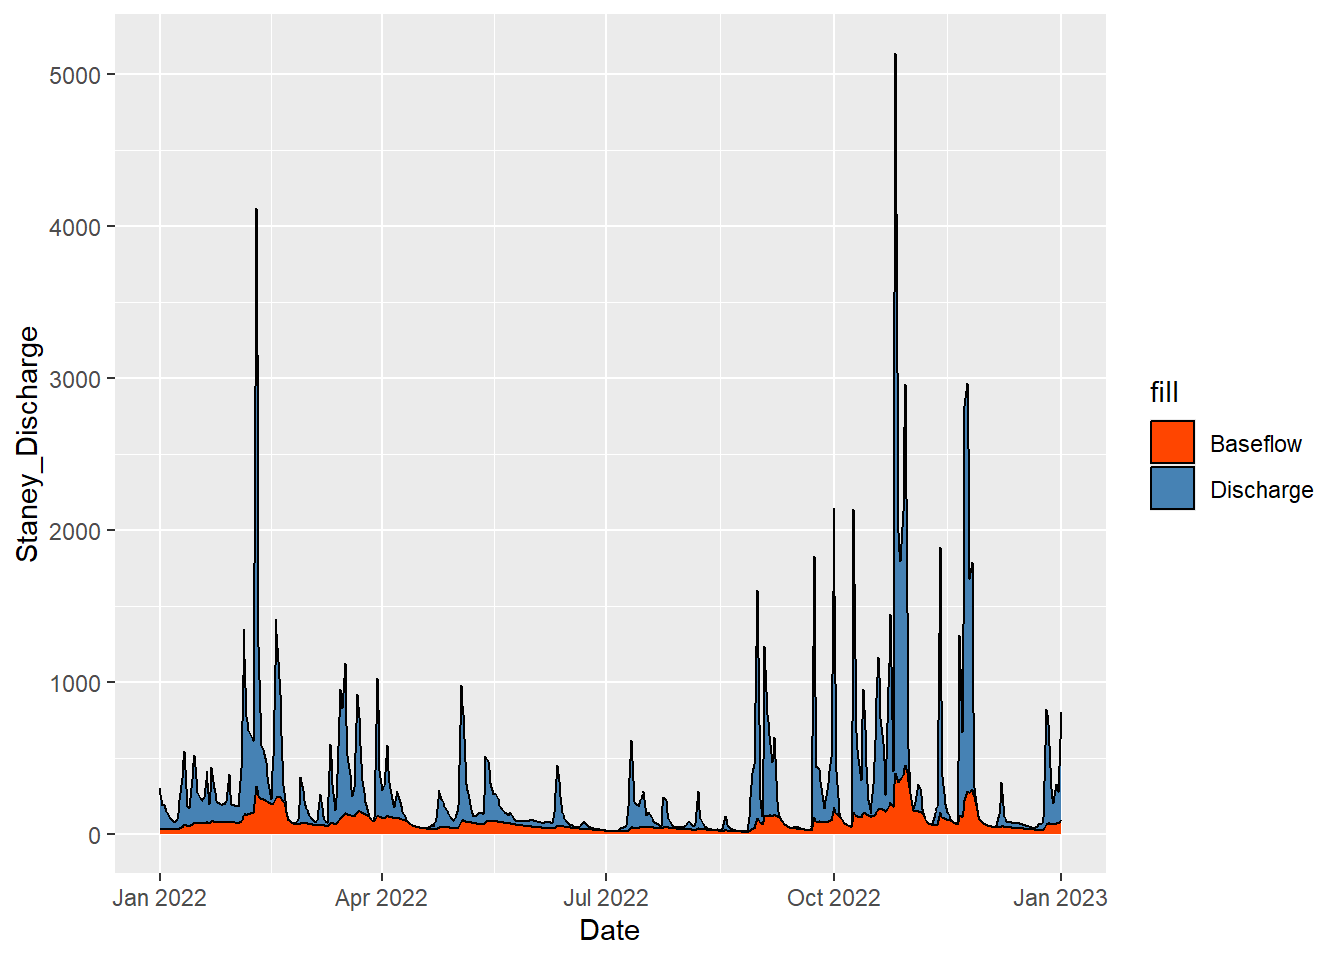 5000
4000
3000
2000
1000
0
Staney_Discharge
Jan 2022
Apr 2022
Jul 2022
Oct 2022
Jan 2023
Date
fill
Baseflow
Discharge